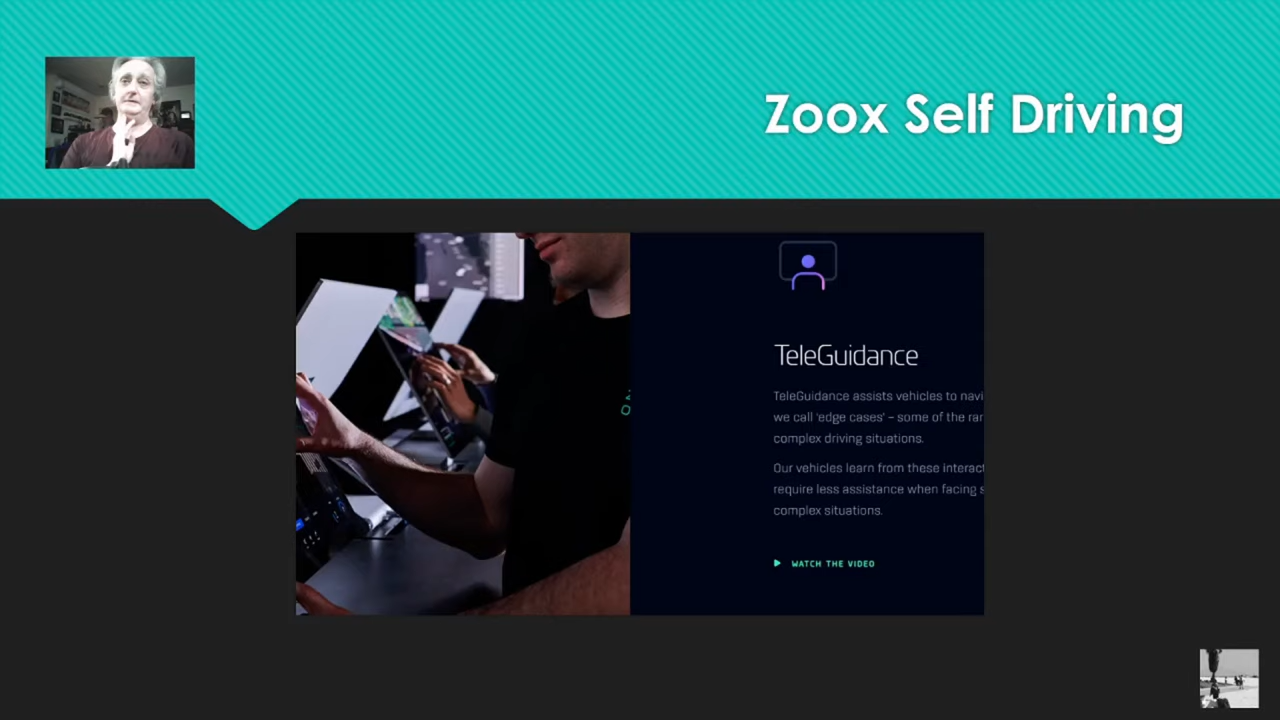 Zoox Self Driving
TeleGuidance
TeleGuidance assists vehicles to navi
we call 'edge cases' – some of the rar
complex driving situations.
Our vehicles learn from these interact
require less assistance when facing s
complex situations.
WATCH THE VIDEO